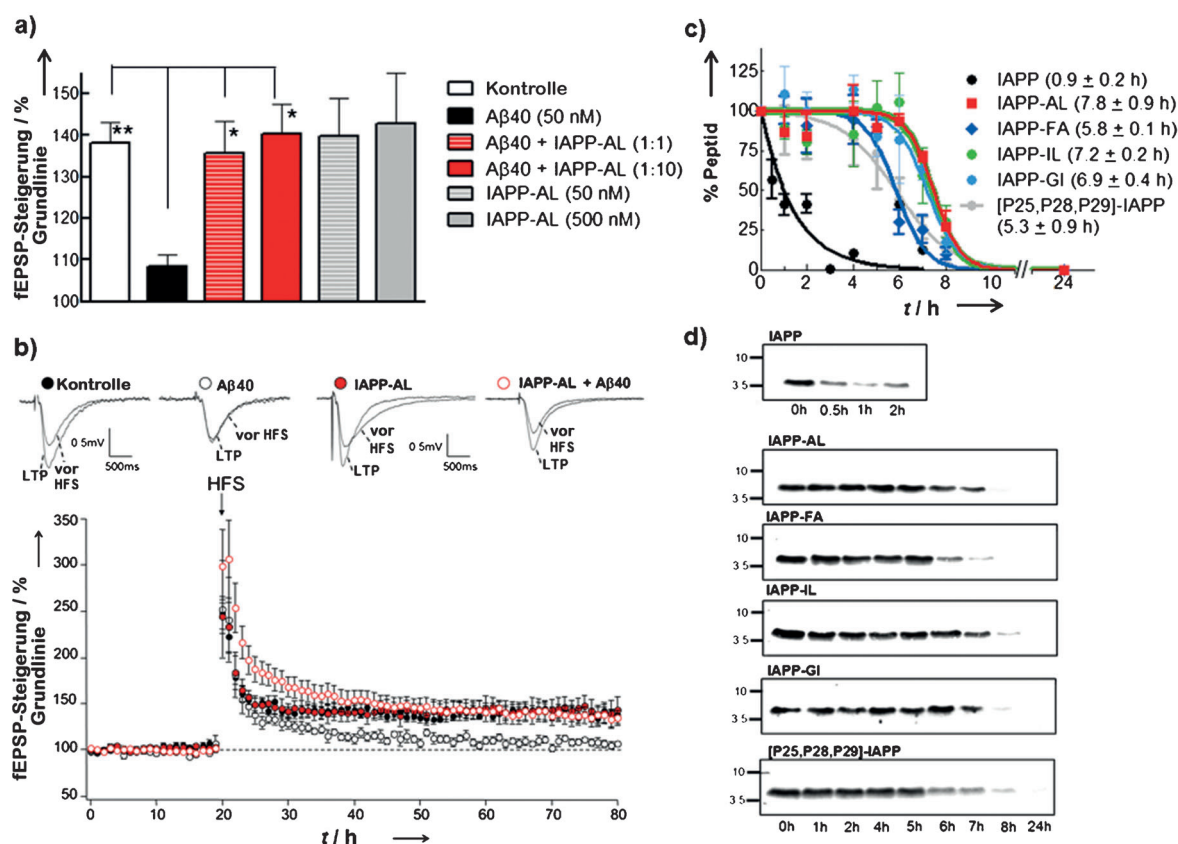 a)
fEPSP-Steigerung / %
Grundlinie
150
140
130
120
110
100
**
*
*
Kontrolle
Aβ40 (50 nM)
Aβ40 + IAPP-AL (1:1)
Aβ40 + IAPP-AL (1:10)
IAPP-AL (50 nM)
IAPP-AL (500 nM)
b)
Kontrolle
Aβ40
IAPP-AL
IAPP-AL + Aβ40
LTP
vor
HFS
0 5mV
500ms
vor HFS
LTP
vor
HFS
LTP
0 5mV
500ms
vor HFS
LTP
HFS
fEPSP-Steigerung / %
Grundlinie
350
300
250
200
150
100
50
0
10
20
30
40
50
60
70
80
t / h
c)
% Peptid
125
100
75
50
25
0
0
2
4
6
8
10
24
t / h
IAPP (0.9 ± 0.2 h)
IAPP-AL (7.8 ± 0.9 h)
IAPP-FA (5.8 ± 0.1 h)
IAPP-IL (7.2 ± 0.2 h)
IAPP-GI (6.9 ± 0.4 h)
[P25,P28,P29]-IAPP
(5.3 ± 0.9 h)
d)
IAPP
10
3 5
0h 0.5h 1h 2h
IAPP-AL
10
3 5
IAPP-FA
10
3 5
IAPP-IL
10
3 5
IAPP-GI
10
3 5
[P25,P28,P29]-IAPP
10
3 5
0h 1h 2h 4h 5h 6h 7h 8h 24h